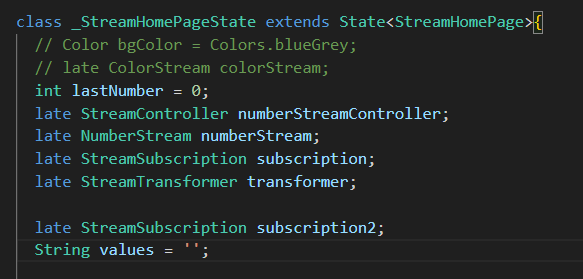 class _StreamHomePageState extends State<StreamHomePage>{
// Color bgColor = Colors.blueGrey;
// late ColorStream colorStream;
int lastNumber = 0;
late StreamController numberStreamController;
late NumberStream numberStream;
late StreamSubscription subscription;
late StreamTransformer transformer;
late StreamSubscription subscription2;
String values = '';